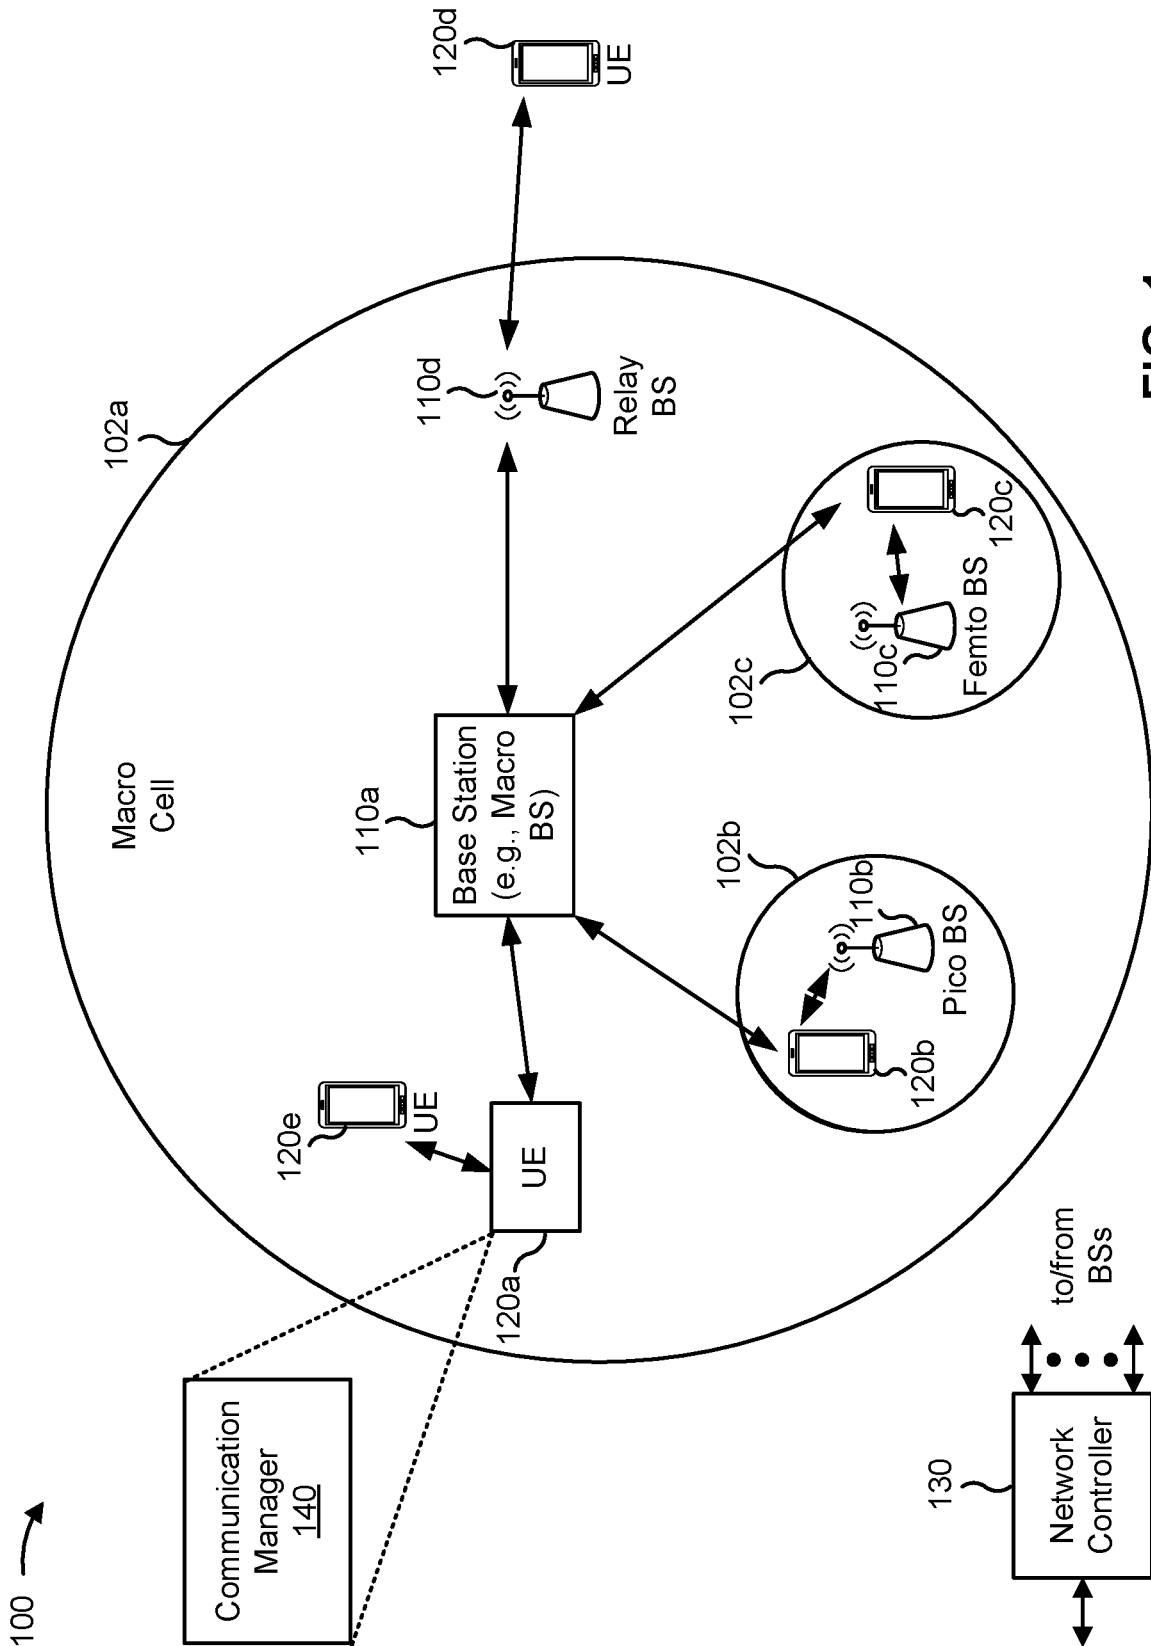 100
Communication
Manager
140
Macro
Cell
102a
120e
UE
120a
UE
110a
Base Station
(e.g., Macro
BS)
110d
Relay
BS
120d
UE
102b
110b
Pico BS
120b
102c
110c
Femto BS
120c
130
Network
Controller
to/from
BSs